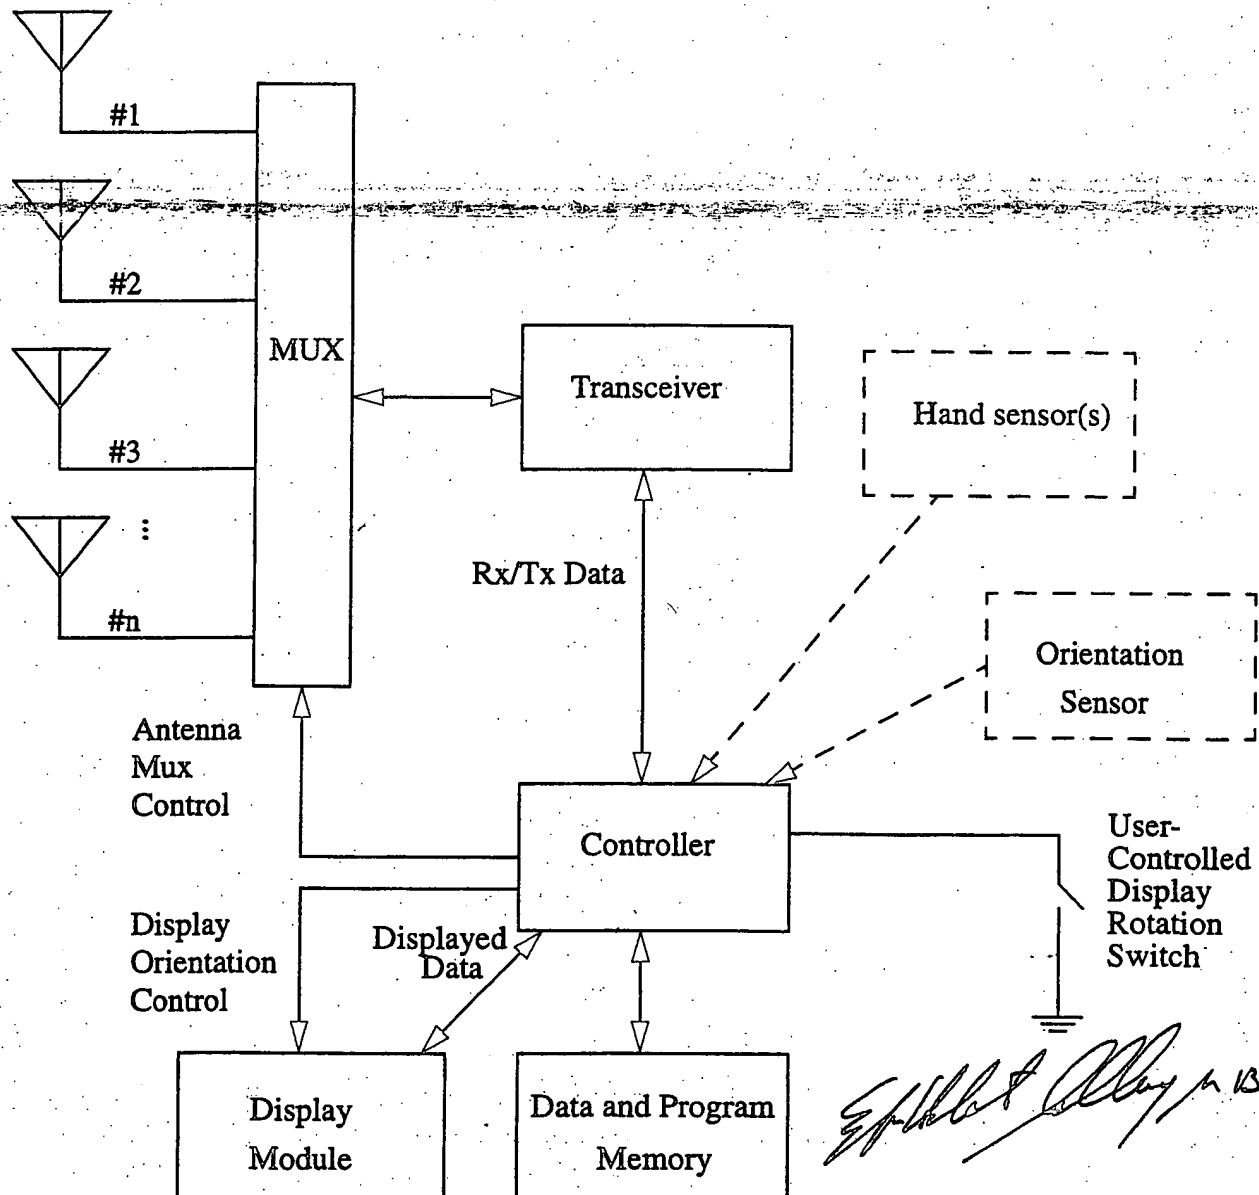 #1
#2
#3
...
#n
MUX
Transceiver
Hand sensor(s)
Rx/Tx Data
Orientation
Sensor
Antenna
Mux
Control
Controller
User-
Controlled
Display
Rotation
Switch
Display
Orientation
Control
Displayed
Data
Display
Module
Data and Program
Memory